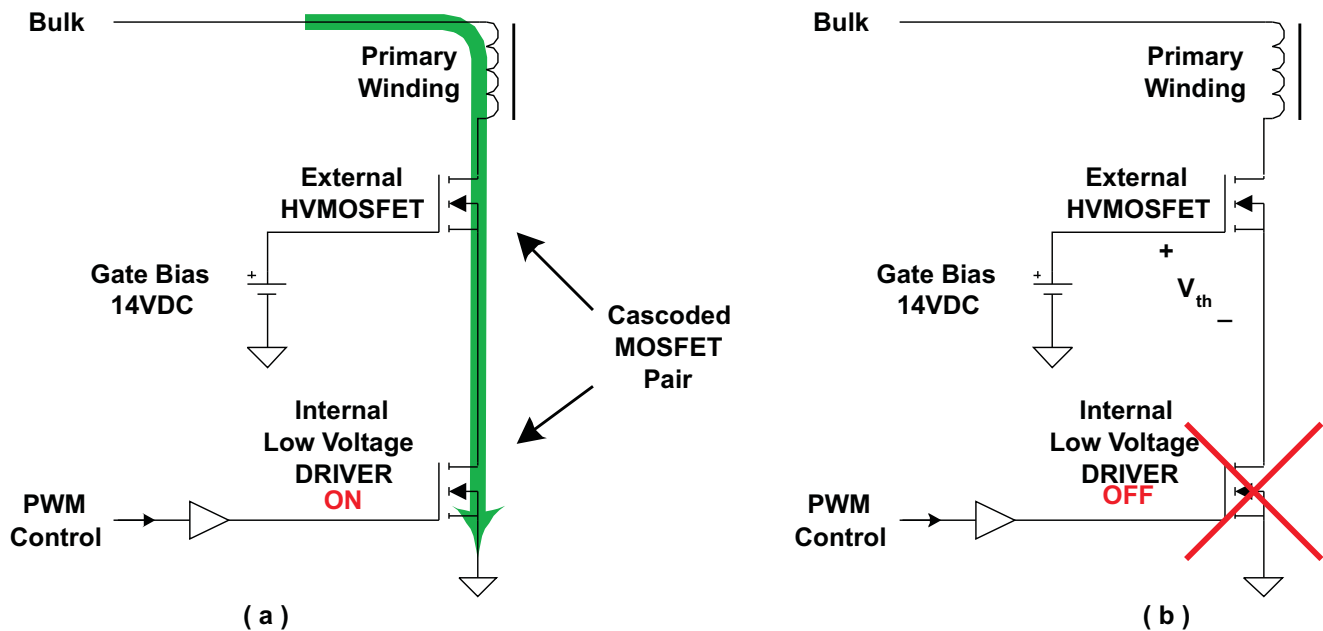 Bulk
Primary
Winding
External
HVMOSFET
+
Gate Bias
14VDC
Cascoded
MOSFET
Pair
Internal
Low Voltage
DRIVER
ON
PWM
Control
( a )
Bulk
Primary
Winding
External
HVMOSFET
+
Gate Bias
14VDC
+
Vth
–
Internal
Low Voltage
DRIVER
OFF
PWM
Control
( b )